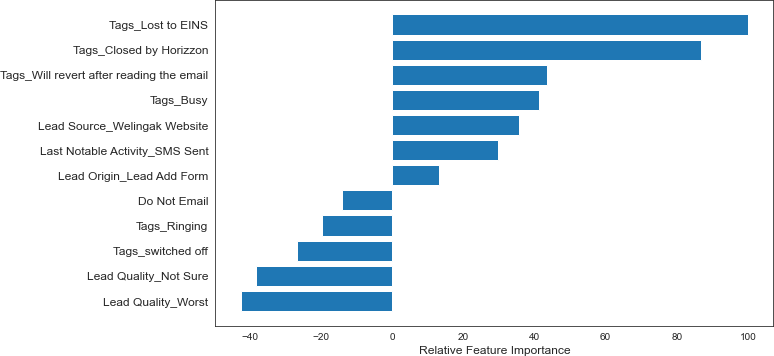 Tags_Lost to EINS
Tags_Closed by Horizzon
Tags_Will revert after reading the email
Tags_Busy
Lead Source_Welingak Website
Last Notable Activity_SMS Sent
Lead Origin_Lead Add Form
Do Not Email
Tags_Ringing
Tags_switched off
Lead Quality_Not Sure
Lead Quality_Worst
−40 −20 0 20 40 60 80 100
Relative Feature Importance